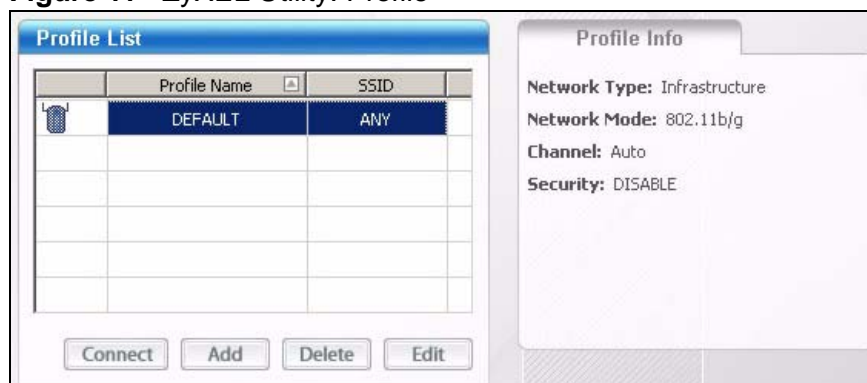 Profile List
Profile Name SSID
DEFAULT ANY
Connect Add Delete Edit
Profile Info
Network Type: Infrastructure
Network Mode: 802.11b/g
Channel: Auto
Security: DISABLE